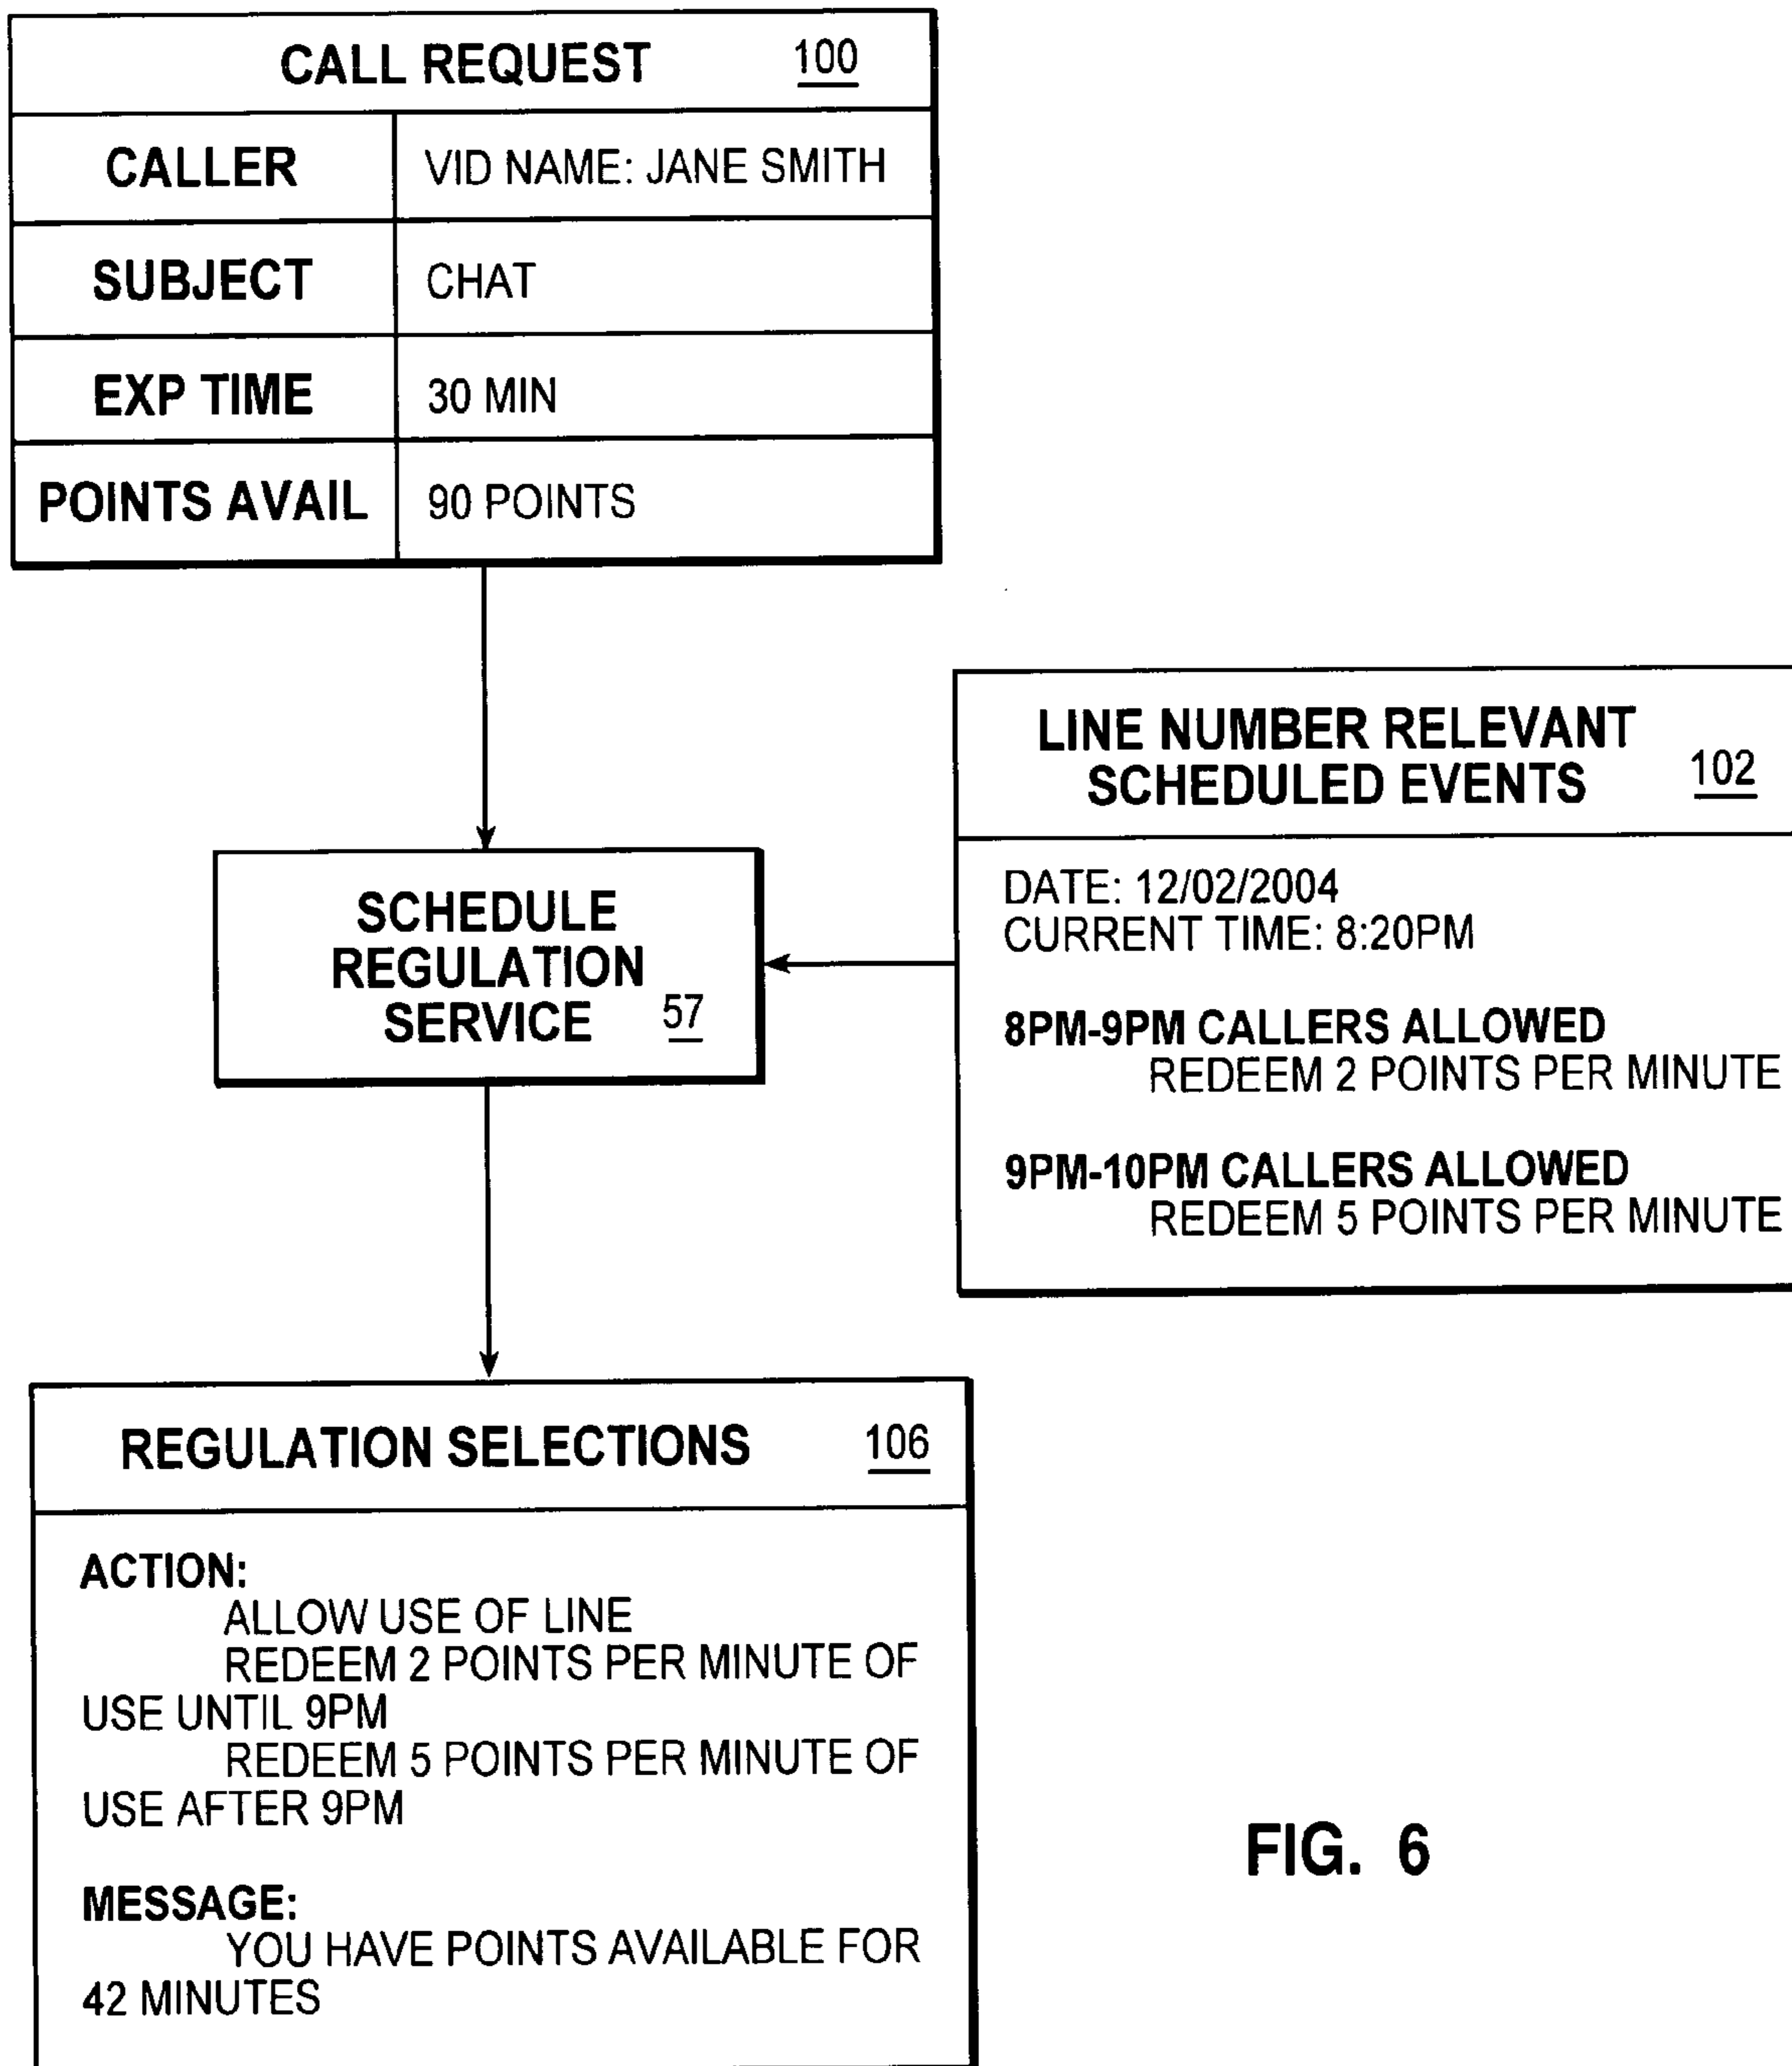 CALL REQUEST 100
CALLER VID NAME: JANE SMITH
SUBJECT CHAT
EXP TIME 30 MIN
POINTS AVAIL 90 POINTS
LINE NUMBER RELEVANT
SCHEDULED EVENTS 102
DATE: 12/02/2004
CURRENT TIME: 8:20PM
8PM-9PM CALLERS ALLOWED
REDEEM 2 POINTS PER MINUTE
9PM-10PM CALLERS ALLOWED
REDEEM 5 POINTS PER MINUTE
SCHEDULE
REGULATION
SERVICE 57
REGULATION SELECTIONS 106
ACTION:
ALLOW USE OF LINE
REDEEM 2 POINTS PER MINUTE OF
USE UNTIL 9PM
REDEEM 5 POINTS PER MINUTE OF
USE AFTER 9PM
MESSAGE:
YOU HAVE POINTS AVAILABLE FOR
42 MINUTES
FIG. 6